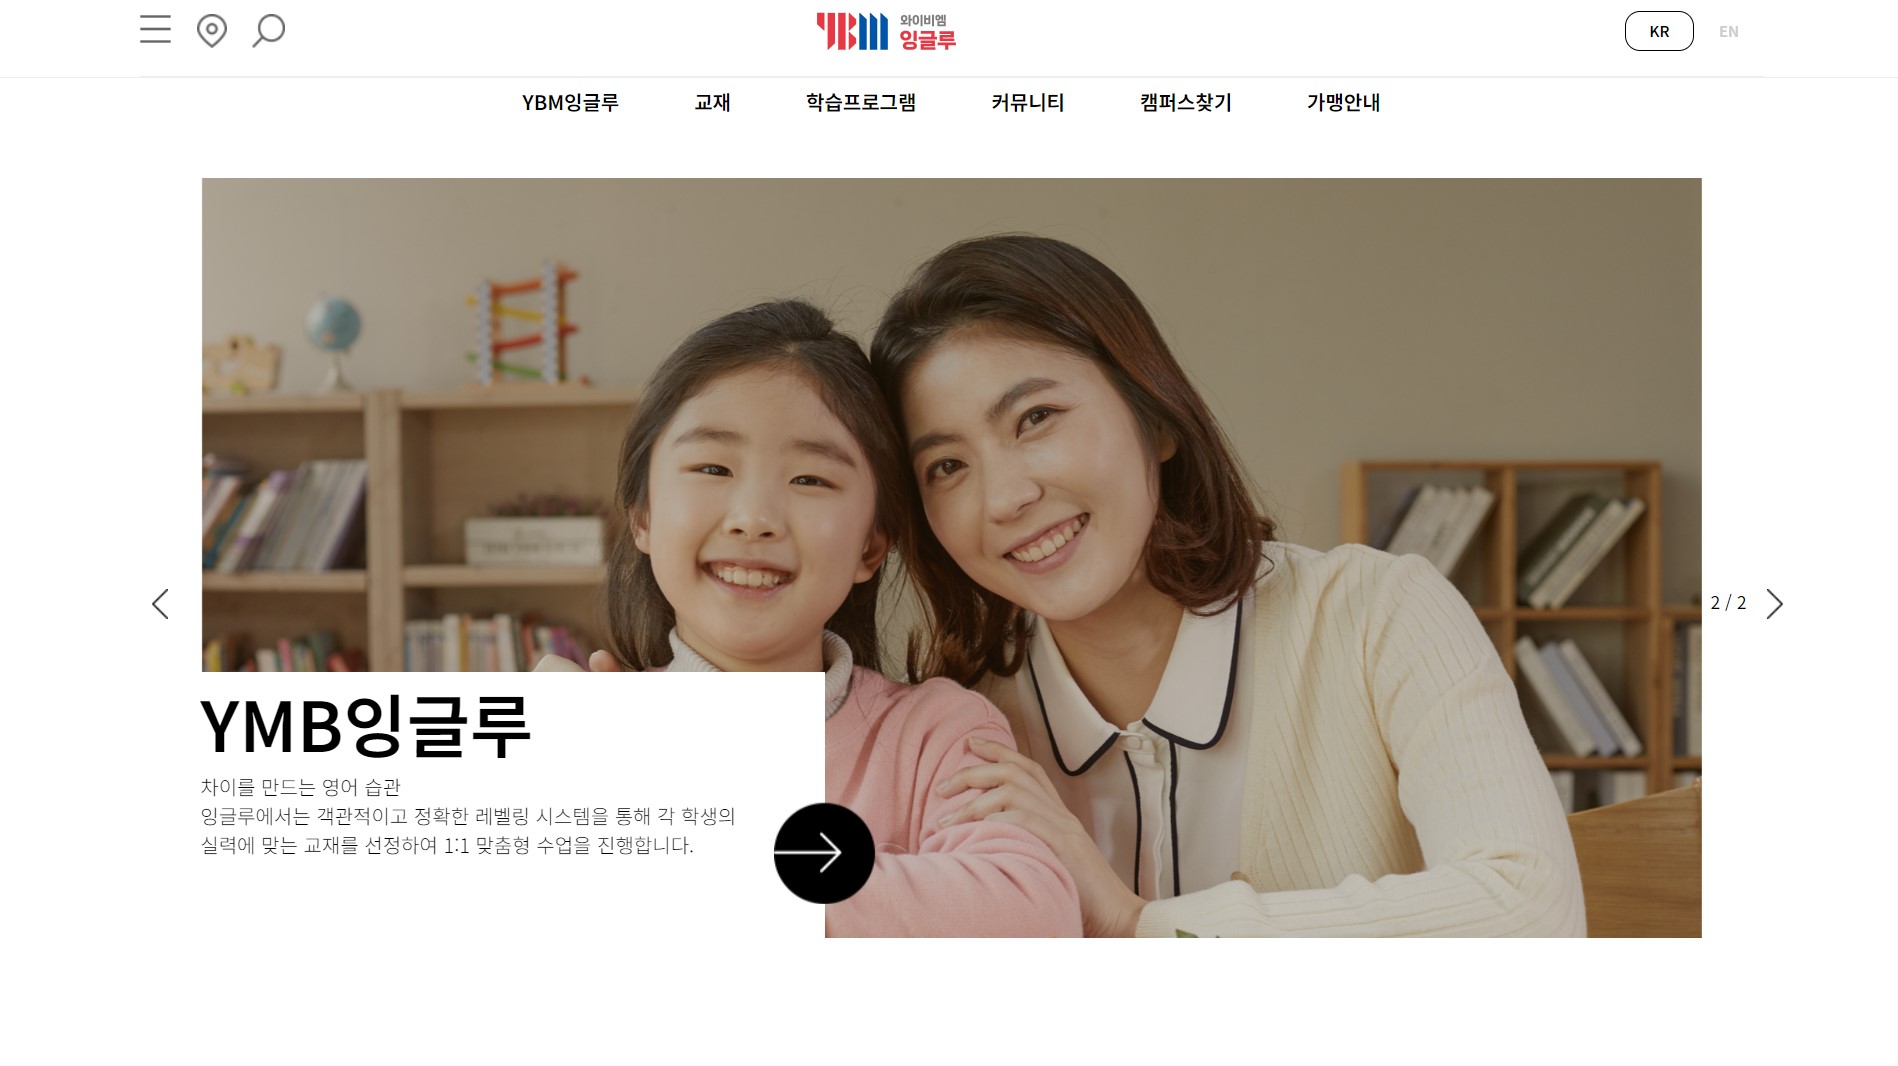 YBM 와이비엠
잉글루
KR EN
YBM잉글루 교재 학습프로그램 커뮤니티 캠퍼스찾기 가맹안내
2 / 2
YMB잉글루
차이를 만드는 영어 습관
잉글루에서는 객관적이고 정확한 레벨링 시스템을 통해 각 학생의
실력에 맞는 교재를 선정하여 1:1 맞춤형 수업을 진행합니다.